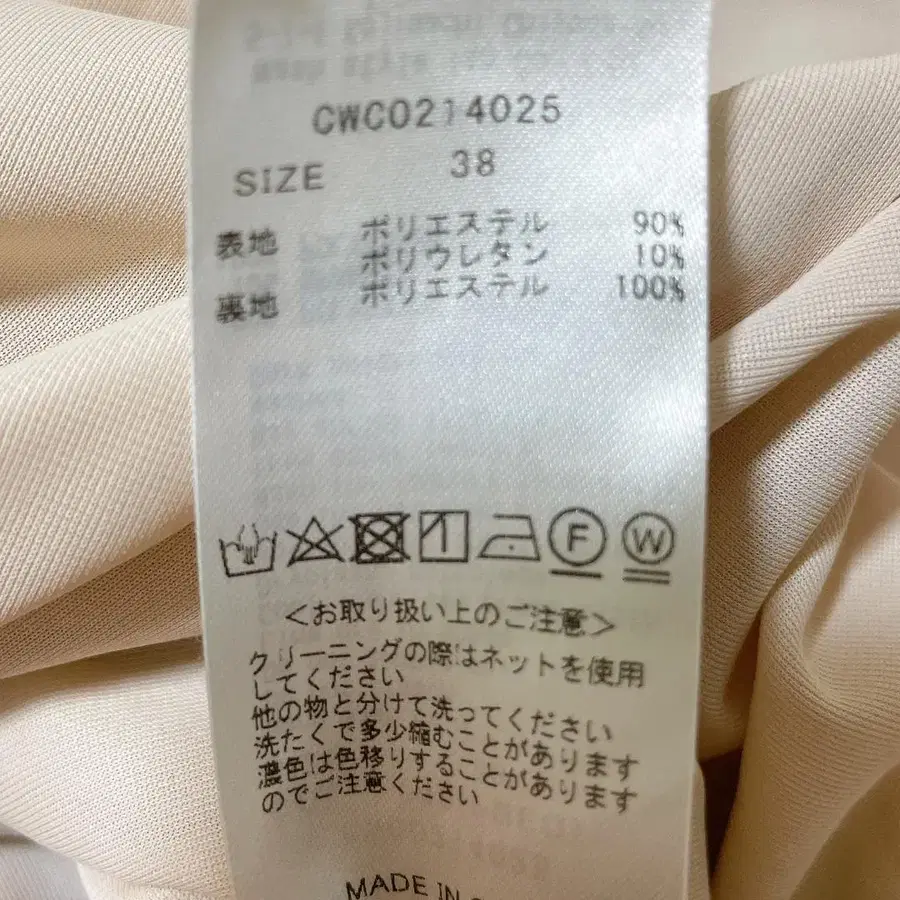 CWC0214025
SIZE 38
表地 ポリエステル 90%
ポリウレタン 10%
裏地 ポリエステル 100%
F W
<お取り扱い上のご注意>
クリーニングの際はネットを使用
してください
他の物と分けて洗ってください
洗たくで多少縮むことがあります
濃色は色移りすることがあります
のでご注意ください
MADE IN